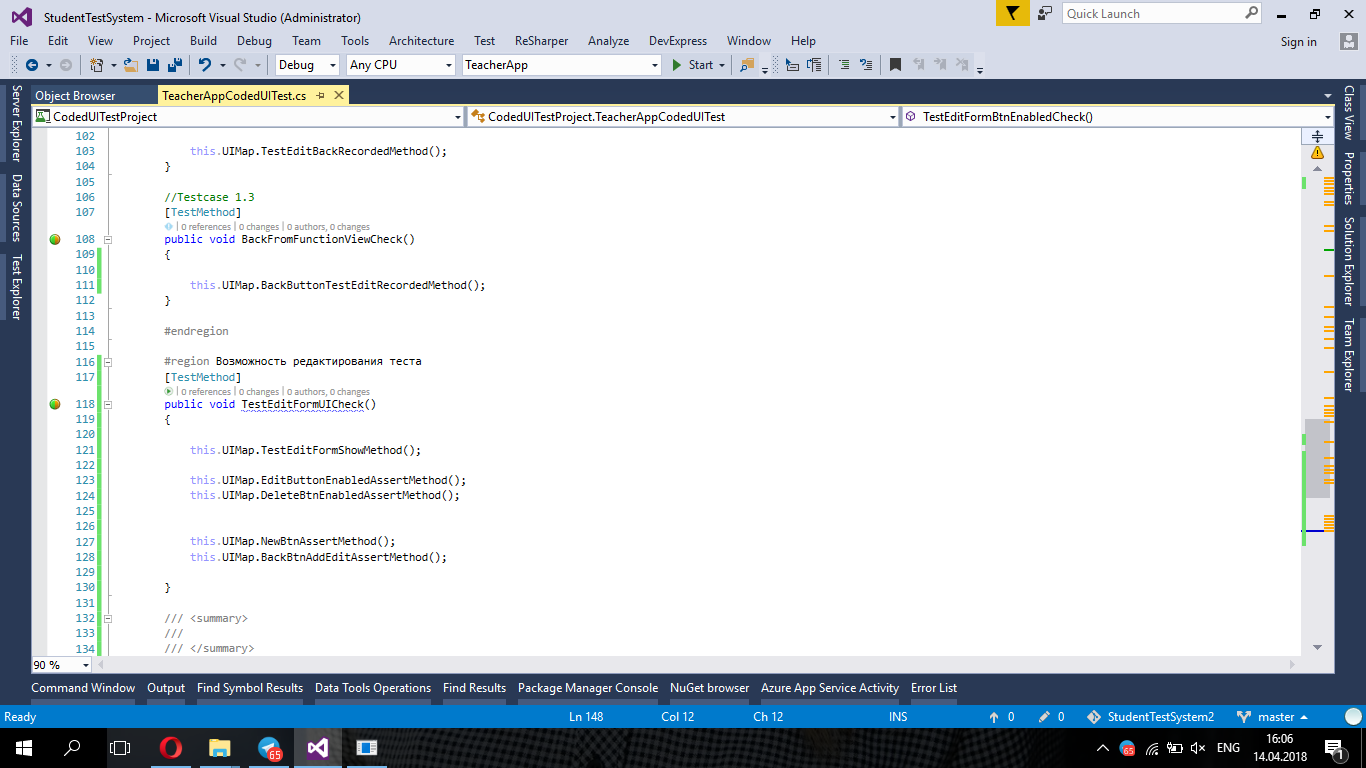 StudentTestSystem - Microsoft Visual Studio (Administrator)
Quick Launch
File Edit View Project Build Debug Team Tools Architecture Test ReSharper Analyze DevExpress Window Help
Sign in
Debug Any CPU TeacherApp Start
Server Explorer
Data Sources
Test Explorer
Object Browser TeacherAppCodedUITest.cs
CodedUITestProject CodedUITestProject.TeacherAppCodedUITest TestEditFormBtnEnabledCheck()
102
103 this.UIMap.TestEditBackRecordedMethod();
104 }
105
106 //Testcase 1.3
107 [TestMethod]
0 references | 0 changes | 0 authors, 0 changes
108 public void BackFromFunctionViewCheck()
109 {
110
111 this.UIMap.BackButtonTestEditRecordedMethod();
112 }
113
114 #endregion
115
116 #region Возможность редактирования теста
117 [TestMethod]
0 references | 0 changes | 0 authors, 0 changes
118 public void TestEditFormUICheck()
119 {
120
121 this.UIMap.TestEditFormShowMethod();
122
123 this.UIMap.EditButtonEnabledAssertMethod();
124 this.UIMap.DeleteBtnEnabledAssertMethod();
125
126
127 this.UIMap.NewBtnAssertMethod();
128 this.UIMap.BackBtnAddEditAssertMethod();
129
130 }
131
132 /// <summary>
133 ///
134 /// </summary>
90 %
Class View
Properties
Solution Explorer
Team Explorer
Command Window Output Find Symbol Results Data Tools Operations Find Results Package Manager Console NuGet browser Azure App Service Activity Error List
Ready Ln 148 Col 12 Ch 12 INS 0 0 StudentTestSystem2 master
65
65 ENG 16:06
14.04.2018
1